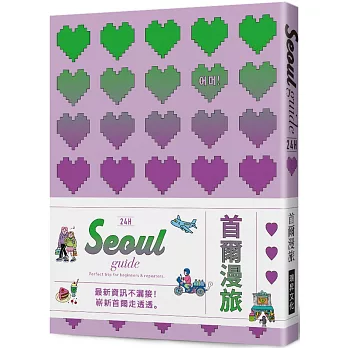 어머!
24H
Seoul
guide
Perfect trip for beginners & repeaters.
最新資訊不漏接!
嶄新首爾走透透。
首爾漫旅
Seoul
guide
24H
首爾漫旅